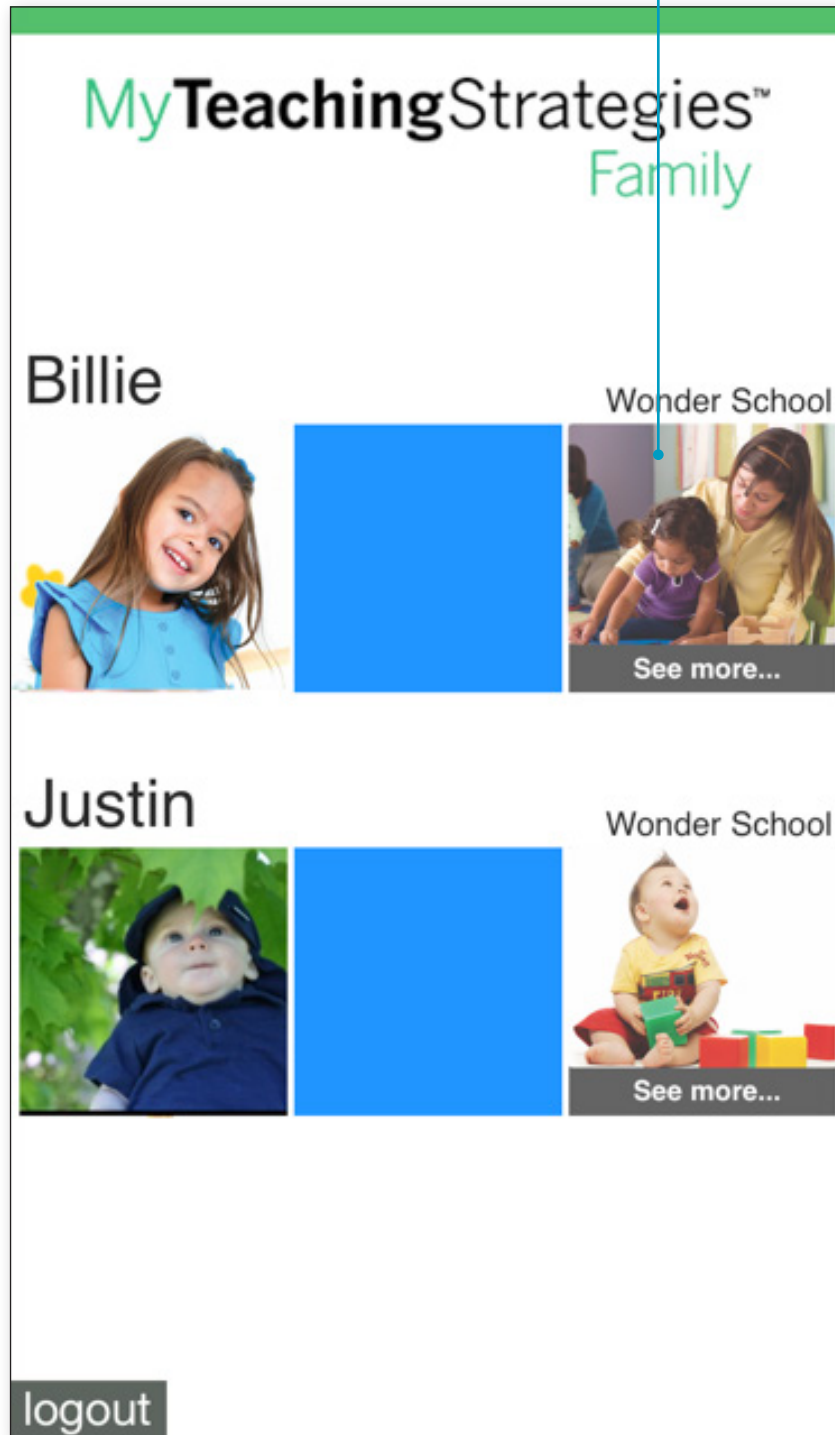 MyTeachingStrategies™
Family
Billie
Wonder School
See more...
Justin
Wonder School
See more...
logout